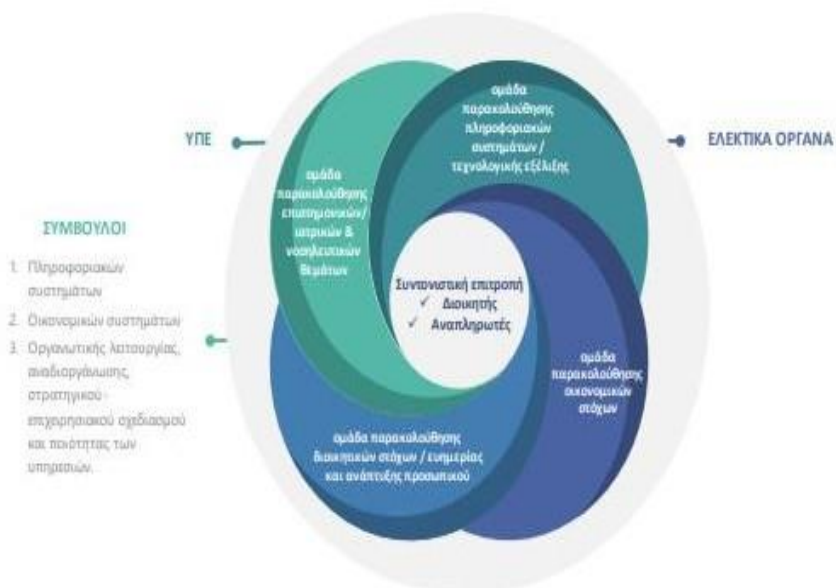 ΥΠΕ
ΕΛΕΚΤΙΚΑ ΟΡΓΑΝΑ
ΣΥΜΒΟΥΛΟΙ
1. Πληροφοριακών
συστημάτων
2. Οικονομικών συστημάτων
3. Οργανωτικής λειτουργίας,
αναδιοργάνωσης,
στρατηγικού-
επιχειρησιακού σχεδιασμού
και ποιότητας των
υπηρεσιών.
ομάδα
παρακολούθησης
επιστημονικών/
ιατρικών &
νοσηλευτικών
θεμάτων
ομάδα
παρακολούθησης
πληροφοριακών
συστημάτων /
τεχνολογικής εξέλιξης
Συντονιστική επιτροπή
✓ Διοικητής
✓ Αναπληρωτές
ομάδα
παρακολούθησης
οικονομικών
στόχων
ομάδα παρακολούθησης
διοικητικών στόχων / ευημερίας
και ανάπτυξης προσωπικού